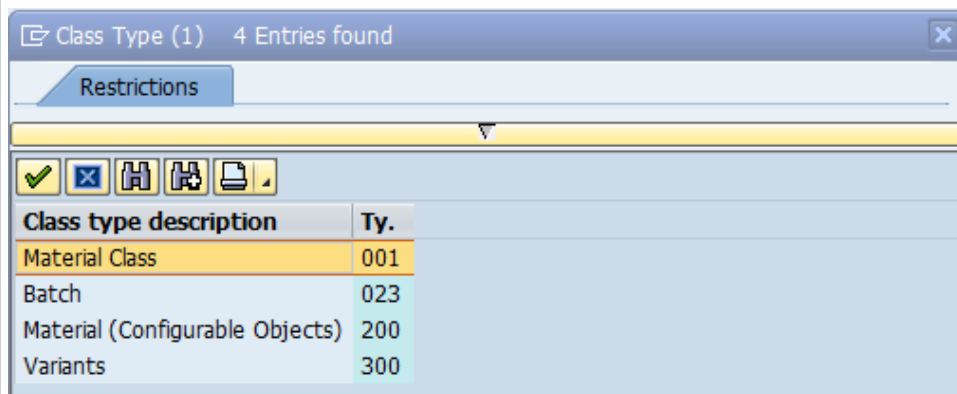 Class Type (1) 4 Entries found
Restrictions
Class type description Ty.
Material Class 001
Batch 023
Material (Configurable Objects) 200
Variants 300